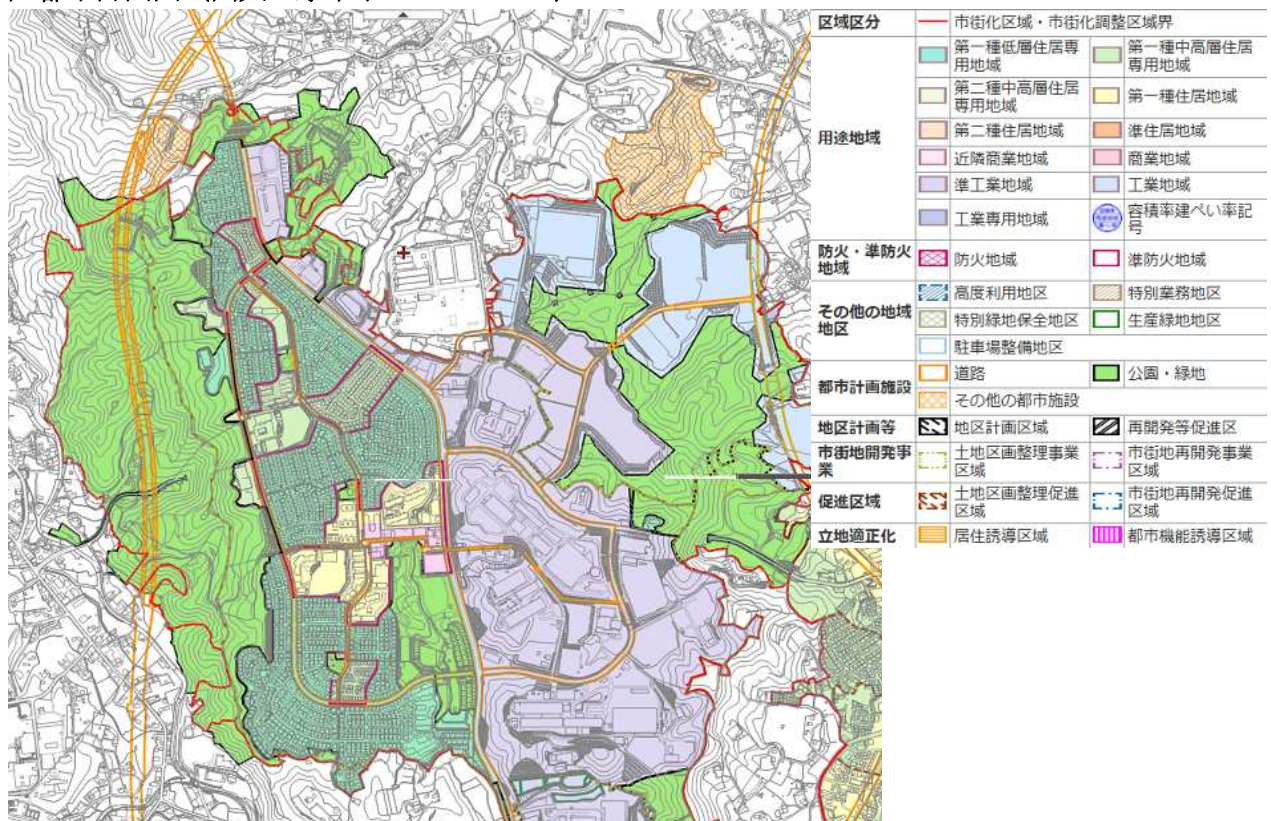 区域区分
市街化区域・市街化調整区域界
用途地域
第一種低層住居専
用地域
第一種中高層住居
専用地域
第二種中高層住居
専用地域
第一種住居地域
第二種住居地域
準住居地域
近隣商業地域
商業地域
準工業地域
工業地域
工業専用地域
容積率建ぺい率記
号
防火・準防火
地域
防火地域
準防火地域
その他の地域
地区
高度利用地区
特別業務地区
特別緑地保全地区
生産緑地地区
駐車場整備地区
都市計画施設
道路
公園・緑地
その他の都市施設
地区計画等
地区計画区域
再開発等促進区
市街地開発事
業
土地区画整理事業
区域
市街地再開発事業
区域
促進区域
土地区画整理促進
区域
市街地再開発促進
区域
立地適正化
居住誘導区域
都市機能誘導区域